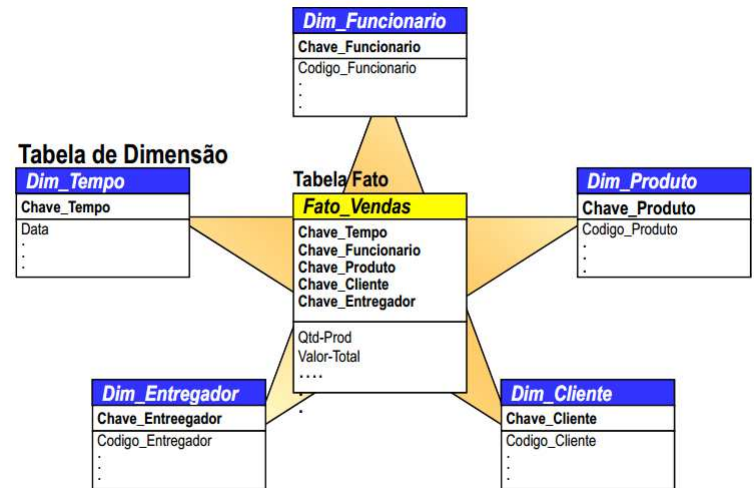 Dim_Funcionario
Chave_Funcionario
Codigo_Funcionario
.
.
.
Tabela de Dimensão
Dim_Tempo
Chave_Tempo
Data
.
.
.
Tabela Fato
Fato_Vendas
Chave_Tempo
Chave_Funcionario
Chave_Produto
Chave_Cliente
Chave_Entregador
Qtd-Prod
Valor-Total
....
.
.
Dim_Produto
Chave_Produto
Codigo_Produto
.
.
.
Dim_Entregador
Chave_Entreegador
Codigo_Entregador
.
.
.
Dim_Cliente
Chave_Cliente
Codigo_Cliente
.
.
.